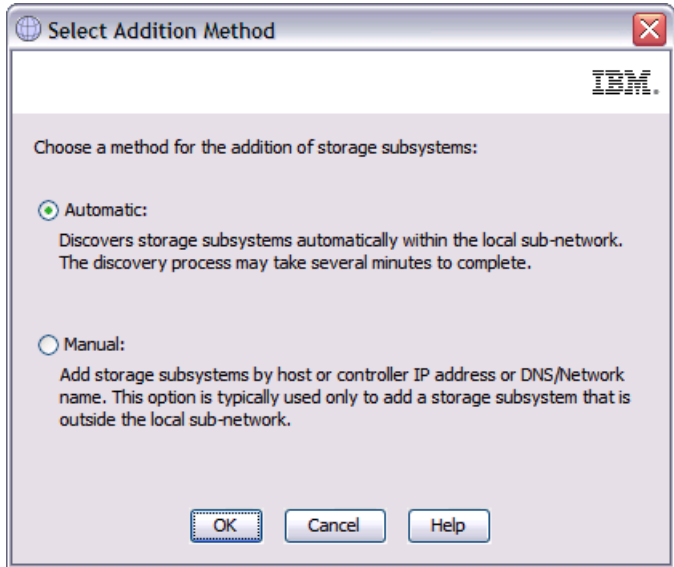 Select Addition Method
IBM.
Choose a method for the addition of storage subsystems:
Automatic:
Discovers storage subsystems automatically within the local sub-network.
The discovery process may take several minutes to complete.
Manual:
Add storage subsystems by host or controller IP address or DNS/Network
name. This option is typically used only to add a storage subsystem that is
outside the local sub-network.
OK Cancel Help